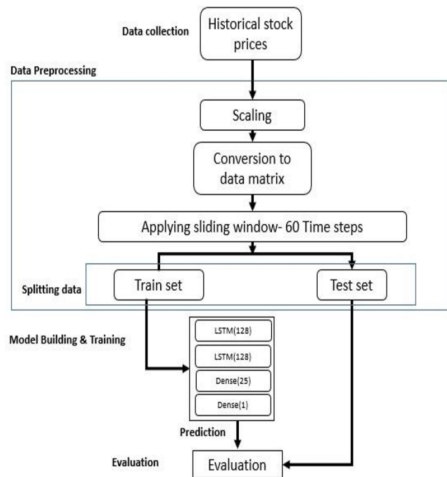 Data collection
Historical stock
prices
Data Preprocessing
Scaling
Conversion to
data matrix
Applying sliding window- 60 Time steps
Splitting data
Train set
Test set
Model Building & Training
LSTM(128)
LSTM(128)
Dense(25)
Dense(1)
Prediction
Evaluation
Evaluation